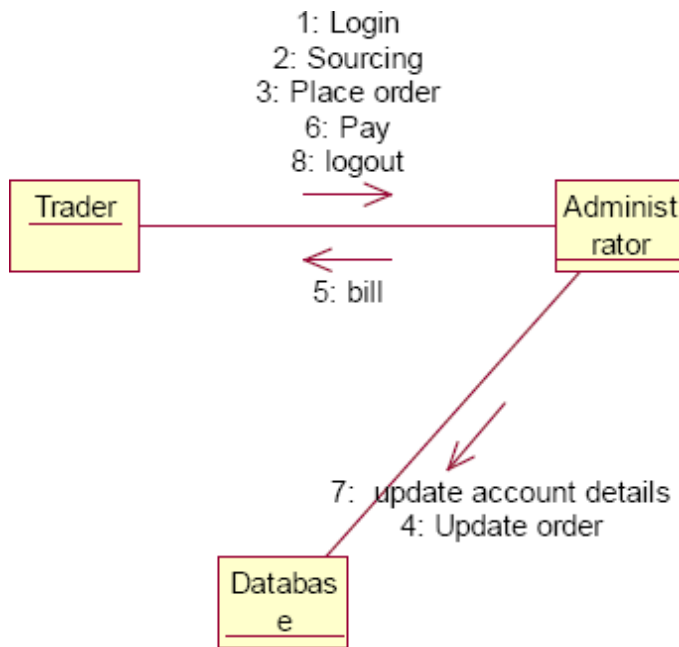 1: Login
2: Sourcing
3: Place order
6: Pay
8: logout
Trader
Administ
rator
5: bill
7:  update account details
4: Update order
Databas
e